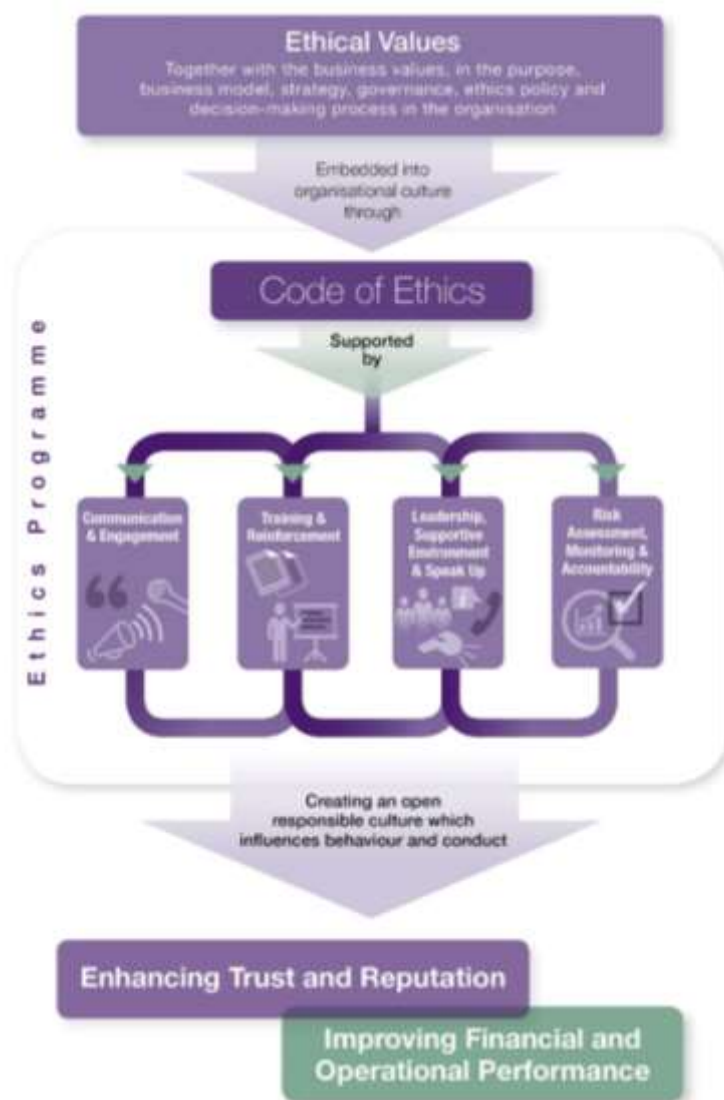 Ethical Values
Together with the business values, in the purpose,
business model, strategy, governance, ethics policy and
decision-making process in the organisation
Embedded into
organisational culture
through
Ethics Programme
Code of Ethics
Supported
by
Communication
& Engagement
Training &
Reinforcement
Leadership,
Supportive
Environment
& Speak Up
Risk
Assessment,
Monitoring &
Accountability
Creating an open
responsible culture which
influences behaviour and conduct
Enhancing Trust and Reputation
Improving Financial and
Operational Performance